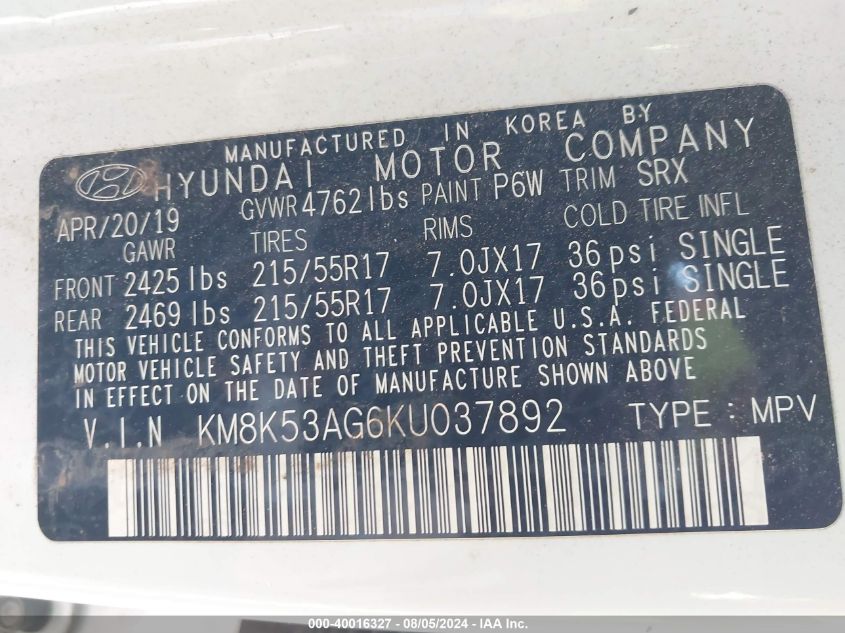 MANUFACTURED IN KOREA BY
HYUNDAI MOTOR COMPANY
APR/20/19 GVWR 4762 lbs PAINT P6W TRIM SRX
GAWR TIRES RIMS COLD TIRE INFL
FRONT 2425 lbs 215/55R17 7.0JX17 36 psi SINGLE
REAR 2469 lbs 215/55R17 7.0JX17 36 psi SINGLE
THIS VEHICLE CONFORMS TO ALL APPLICABLE U.S.A. FEDERAL
MOTOR VEHICLE SAFETY AND THEFT PREVENTION STANDARDS
IN EFFECT ON THE DATE OF MANUFACTURE SHOWN ABOVE
V.I.N KM8K53AG6KU037892 TYPE : MPV
000-40016327 - 08/05/2024 - IAA Inc.